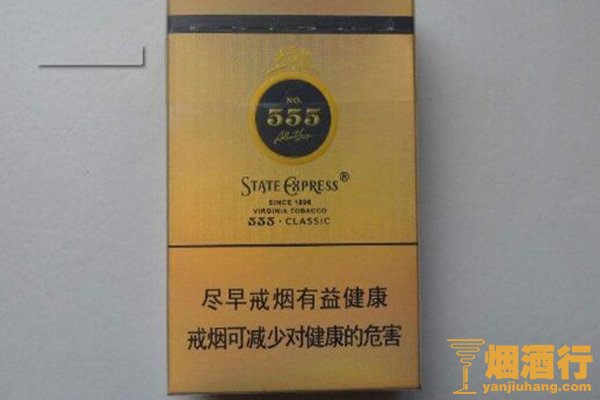 NO.
555
STATE EXPRESS®
SINCE 1896
VIRGINIA TOBACCO
555 · CLASSIC
尽早戒烟有益健康
戒烟可减少对健康的危害
烟酒行
yanjiuhang.com